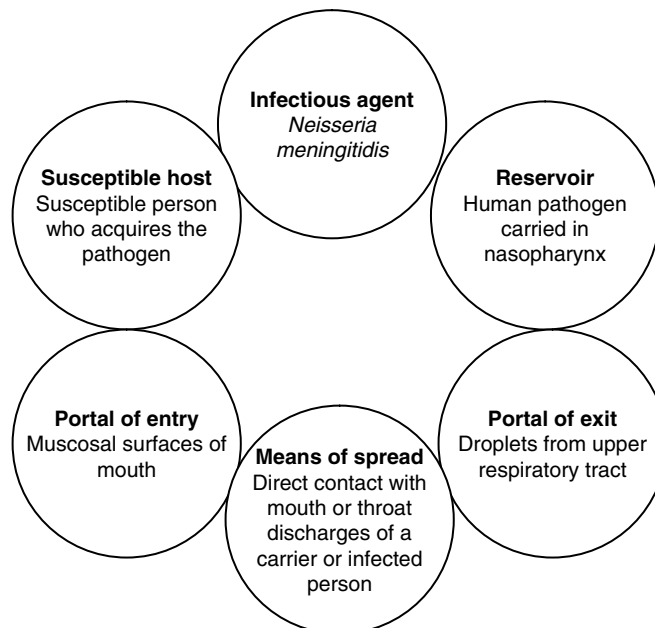 Infectious agent
Neisseria
meningitidis
Reservoir
Human pathogen
carried in
nasopharynx
Portal of exit
Droplets from upper
respiratory tract
Means of spread
Direct contact with
mouth or throat
discharges of a
carrier or infected
person
Portal of entry
Muscosal surfaces of
mouth
Susceptible host
Susceptible person
who acquires the
pathogen